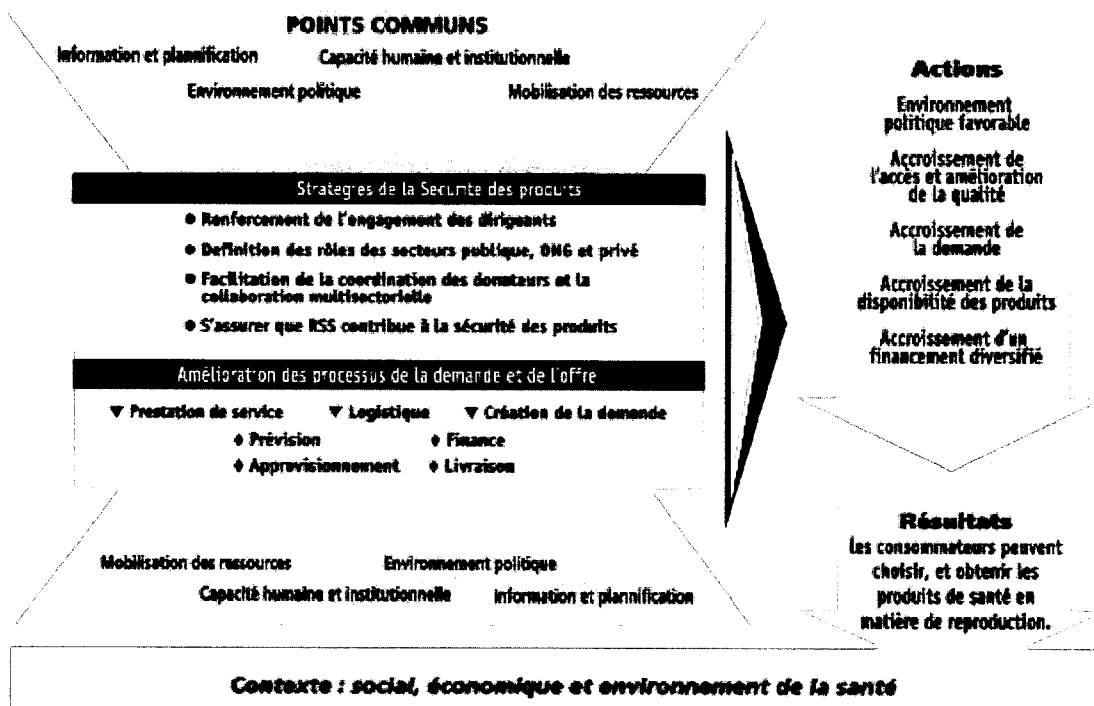 POINTS COMMUNS
Information et plannification
Capacité humaine et institutionnelle
Environnement politique
Mobilisation des ressources
Stratégies de la Sécurité des produits
● Renforcement de l'engagement des dirigeants
● Définition des rôles des secteurs publique, ONG et privé
● Facilitation de la coordination des donateurs et la
collaboration multisectorielle
● S'assurer que RSS contribue à la sécurité des produits
Amélioration des processus de la demande et de l'offre
▼ Prestation de service ▼ Logistique ▼ Création de la demande
♦ Prévision ♦ Finance
♦ Approvisionnement ♦ Livraison
Mobilisation des ressources
Environnement politique
Capacité humaine et institutionnelle
Information et plannification
Actions
Environnement
politique favorable
Accroissement de
l'accès et amélioration
de la qualité
Accroissement de
la demande
Accroissement de la
disponibilité des produits
Accroissement d'un
financement diversifié
Résultats
Les consommateurs peuvent
choisir, et obtenir les
produits de santé en
matière de reproduction.
Contexte : social, économique et environnement de la santé